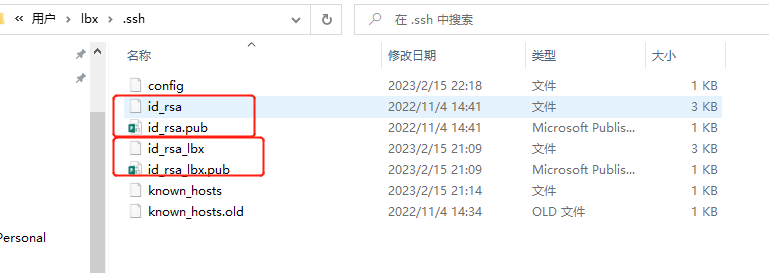 « 用户 > lbx > .ssh
在 .ssh 中搜索
名称 修改日期 类型 大小
config 2023/2/15 22:18 文件 1 KB
id_rsa 2022/11/4 14:41 文件 3 KB
id_rsa.pub 2022/11/4 14:41 Microsoft Publis... 1 KB
id_rsa_lbx 2023/2/15 21:09 文件 3 KB
id_rsa_lbx.pub 2023/2/15 21:09 Microsoft Publis... 1 KB
known_hosts 2023/2/15 21:14 文件 1 KB
known_hosts.old 2022/11/4 14:34 OLD 文件 1 KB
Personal